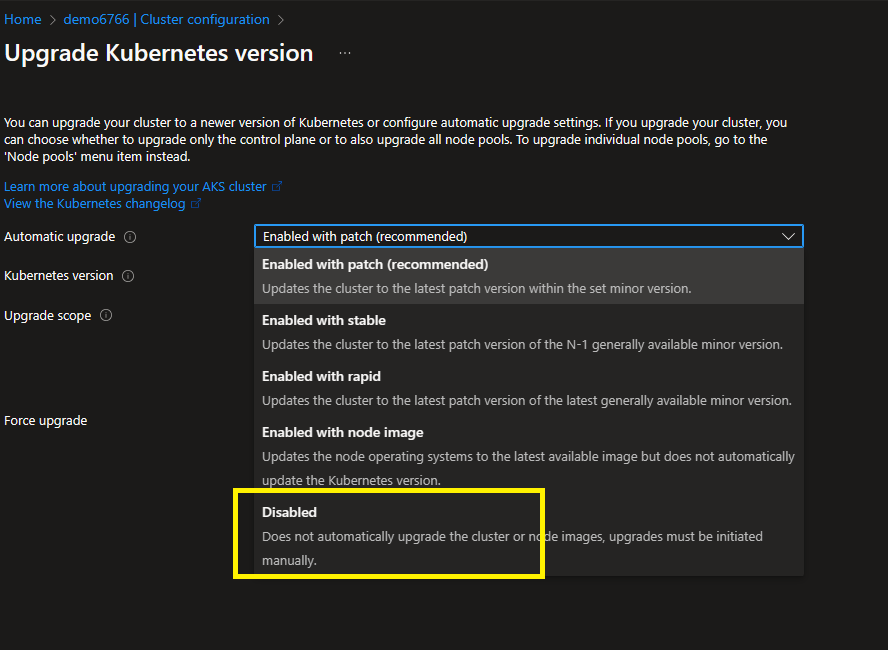 Home > demo6766 | Cluster configuration >
Upgrade Kubernetes version ...
You can upgrade your cluster to a newer version of Kubernetes or configure automatic upgrade settings. If you upgrade your cluster, you
can choose whether to upgrade only the control plane or to also upgrade all node pools. To upgrade individual node pools, go to the
'Node pools' menu item instead.
Learn more about upgrading your AKS cluster
View the Kubernetes changelog
Automatic upgrade
Enabled with patch (recommended)
Enabled with patch (recommended)
Updates the cluster to the latest patch version within the set minor version.
Kubernetes version
Upgrade scope
Enabled with stable
Updates the cluster to the latest patch version of the N-1 generally available minor version.
Enabled with rapid
Updates the cluster to the latest patch version of the latest generally available minor version.
Force upgrade
Enabled with node image
Updates the node operating systems to the latest available image but does not automatically
update the Kubernetes version.
Disabled
Does not automatically upgrade the cluster or node images, upgrades must be initiated
manually.